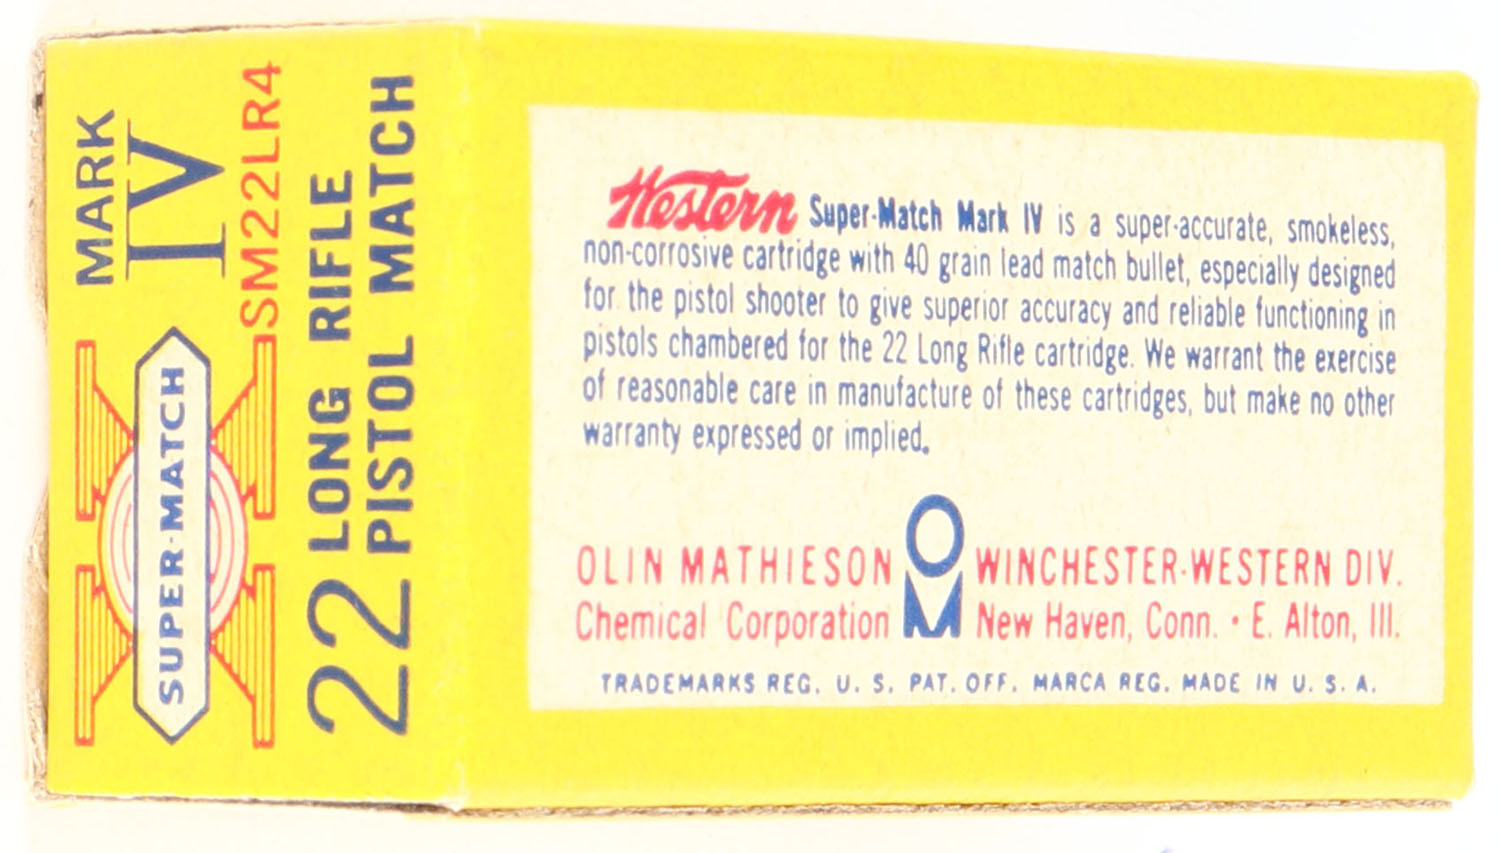 MARK
IV
SM22LR4
SUPER-MATCH
22 LONG RIFLE
PISTOL MATCH
Western Super-Match Mark IV is a super-accurate, smokeless,
non-corrosive cartridge with 40 grain lead match bullet, especially designed
for the pistol shooter to give superior accuracy and reliable functioning in
pistols chambered for the 22 Long Rifle cartridge. We warrant the exercise
of reasonable care in manufacture of these cartridges, but make no other
warranty expressed or implied.
OLIN MATHIESON OM WINCHESTER-WESTERN DIV.
Chemical Corporation New Haven, Conn. • E. Alton, Ill.
TRADEMARKS REG. U. S. PAT. OFF. MARCA REG. MADE IN U. S. A.